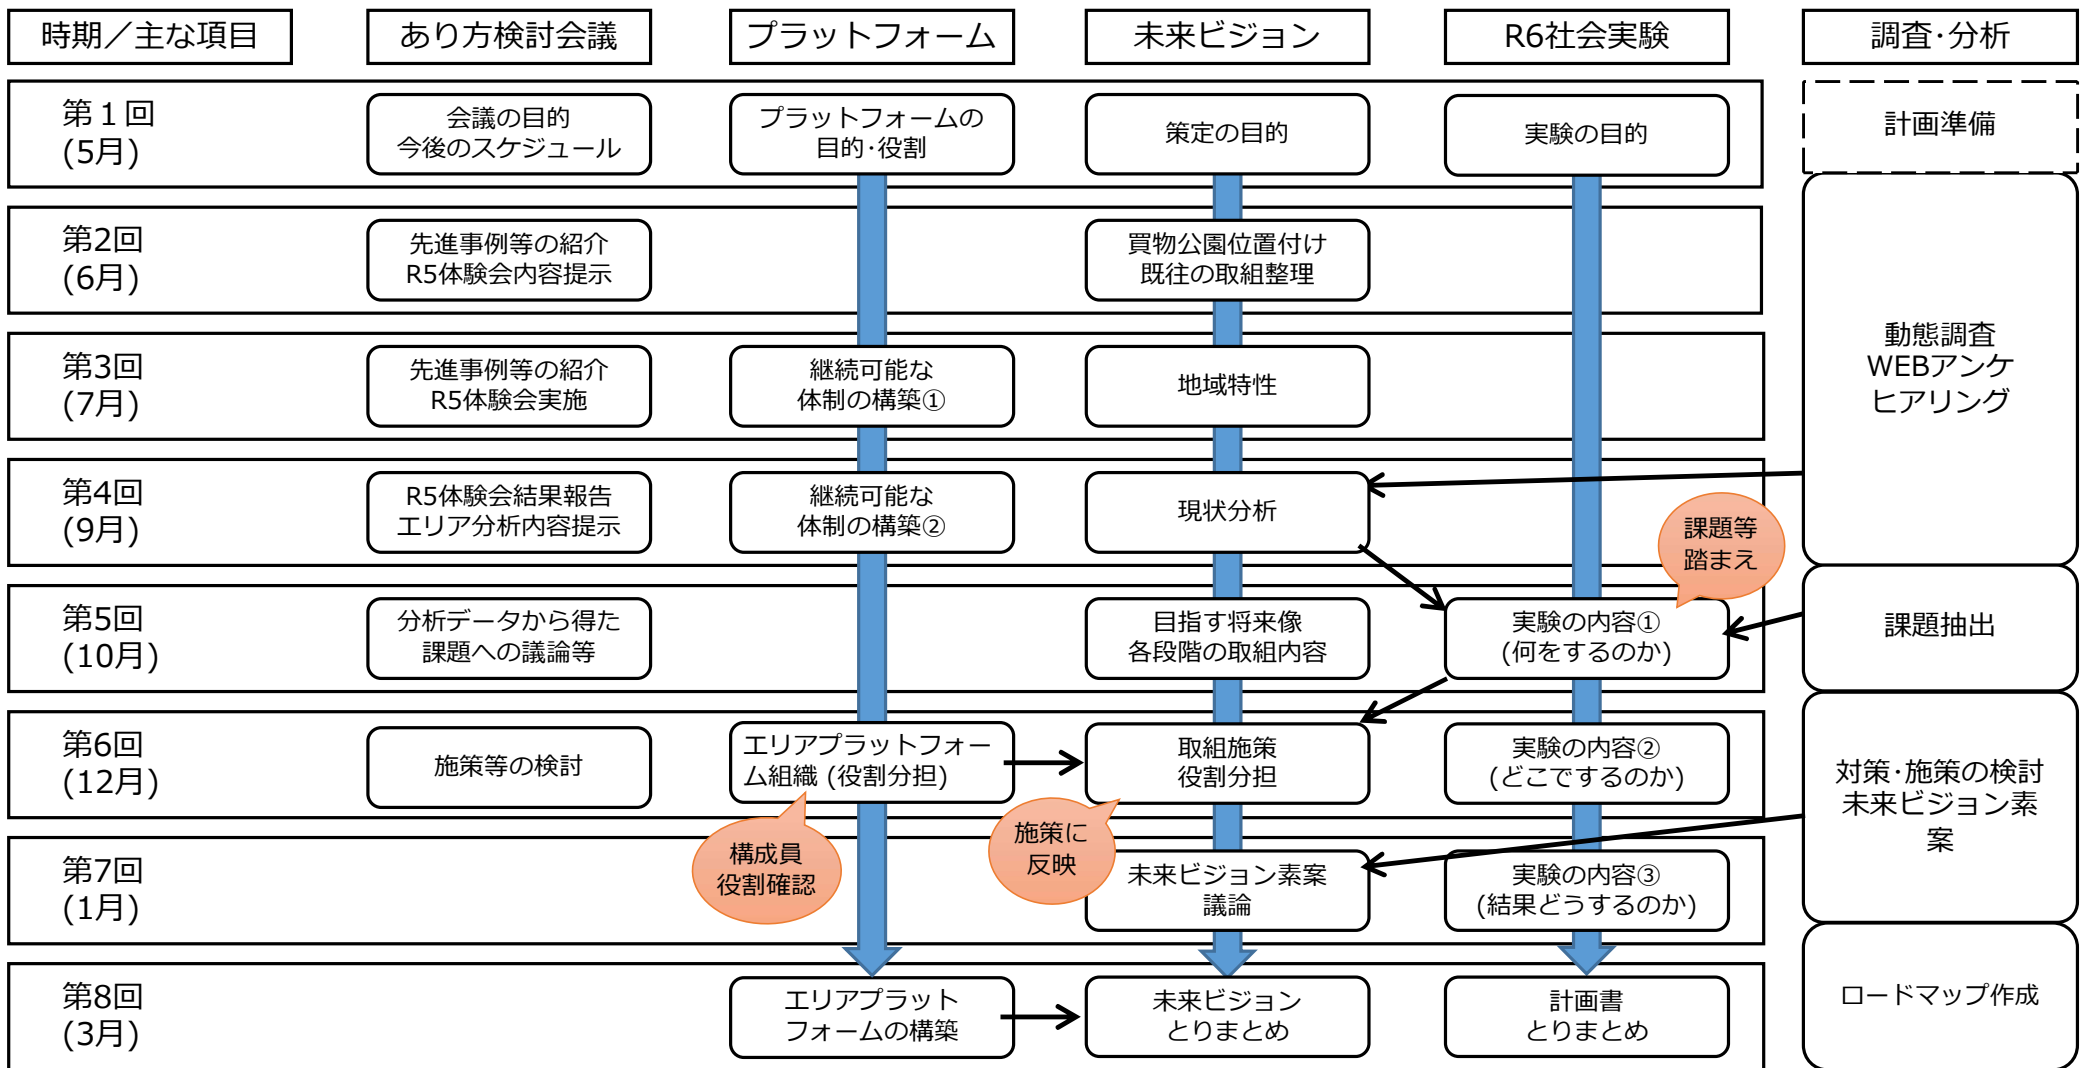 時期／主な項目
あり方検討会議
プラットフォーム
未来ビジョン
R6社会実験
調査･分析
第１回
(5月)
会議の目的
今後のスケジュール
プラットフォームの
目的･役割
策定の目的
実験の目的
計画準備
第2回
(6月)
先進事例等の紹介
R5体験会内容提示
買物公園位置付け
既往の取組整理
動態調査
WEBアンケ
ヒアリング
第3回
(7月)
先進事例等の紹介
R5体験会実施
継続可能な
体制の構築①
地域特性
第4回
(9月)
R5体験会結果報告
エリア分析内容提示
継続可能な
体制の構築②
現状分析
課題等
踏まえ
第5回
(10月)
分析データから得た
課題への議論等
目指す将来像
各段階の取組内容
実験の内容①
(何をするのか)
課題抽出
第6回
(12月)
施策等の検討
エリアプラットフォー
ム組織 (役割分担)
取組施策
役割分担
実験の内容②
(どこでするのか)
対策･施策の検討
未来ビジョン素
案
構成員
役割確認
施策に
反映
第7回
(1月)
未来ビジョン素案
議論
実験の内容③
(結果どうするのか)
第8回
(3月)
エリアプラット
フォームの構築
未来ビジョン
とりまとめ
計画書
とりまとめ
ロードマップ作成